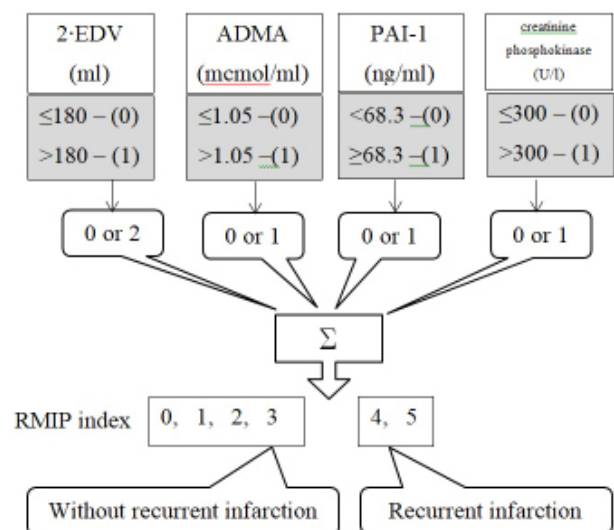 2·EDV
(ml)
≤180 – (0)
>180 – (1)
ADMA
(mcmol/ml)
≤1.05 –(0)
>1.05 –(1)
PAI-1
(ng/ml)
<68.3 –(0)
≥68.3 –(1)
creatinine
phosphokinase
(U/l)
≤300 – (0)
>300 – (1)
0 or 2
0 or 1
0 or 1
0 or 1
Σ
RMIP index
0, 1, 2, 3
4, 5
Without recurrent infarction
Recurrent infarction